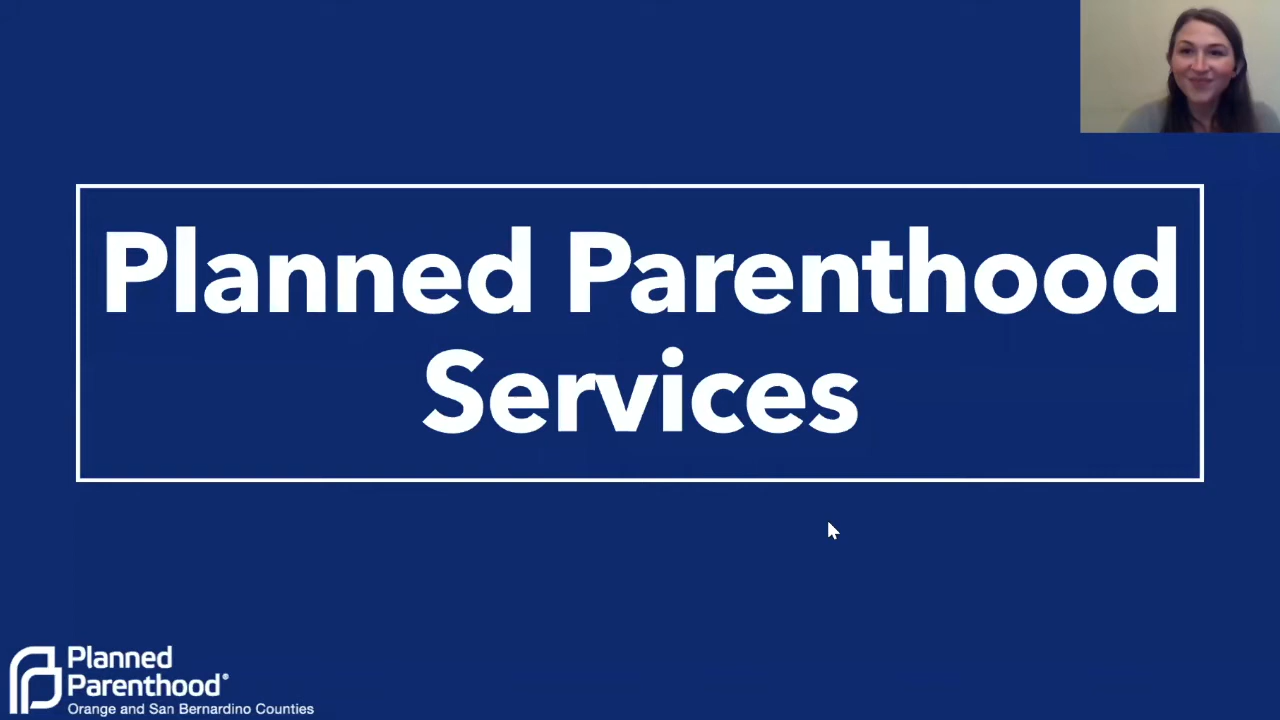 Planned Parenthood
Services
Planned
Parenthood®
Orange and San Bernardino Counties